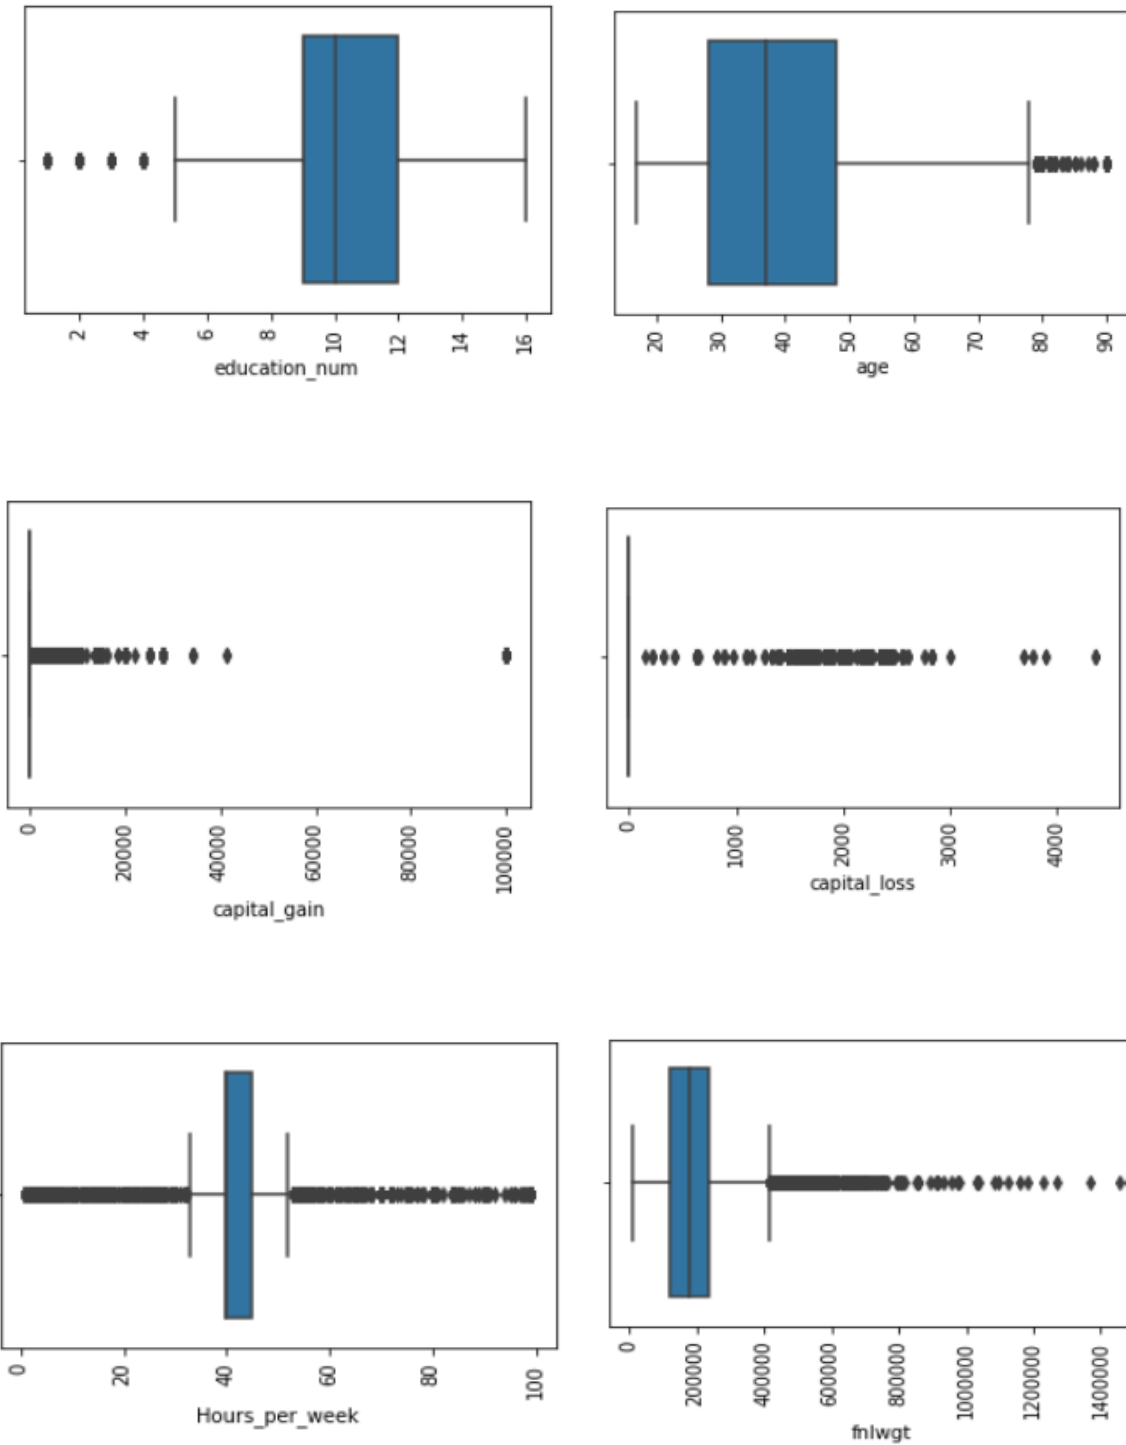 2 4 6 8 10 12 14 16
education_num
20 30 40 50 60 70 80 90
age
0 20000 40000 60000 80000 100000
capital_gain
0 1000 2000 3000 4000
capital_loss
0 20 40 60 80 100
Hours_per_week
0 200000 400000 600000 800000 1000000 1200000 1400000
fnlwgt